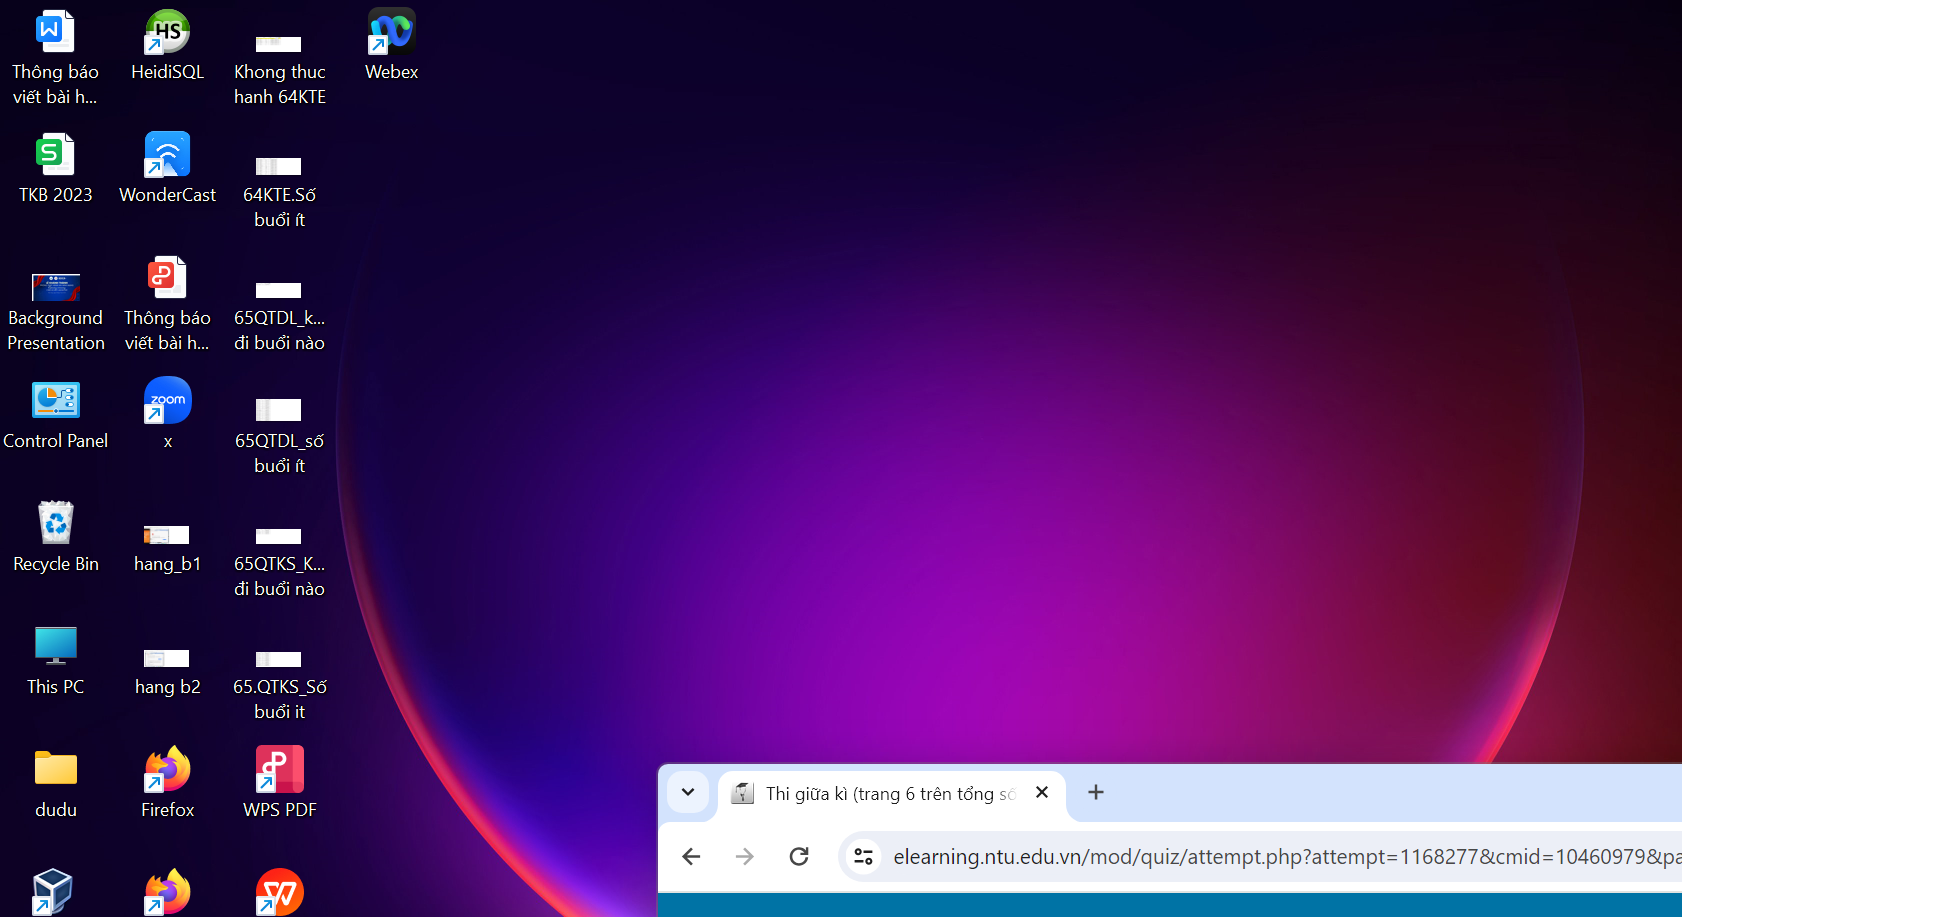 Thông báo
viết bài h...
HeidiSQL
Khong thuc
hanh 64KTE
Webex
TKB 2023
WonderCast
64KTE.Số
buổi ít
Background
Presentation
Thông báo
viết bài h...
65QTDL_k...
đi buổi nào
Control Panel
zoom
x
65QTDL_số
buổi ít
Recycle Bin
hang_b1
65QTKS_K...
đi buổi nào
This PC
hang b2
65.QTKS_Số
buổi it
dudu
Firefox
WPS PDF
Thi giữa kì (trang 6 trên tổng số
elearning.ntu.edu.vn/mod/quiz/attempt.php?attempt=1168277&cmid=10460979&pa